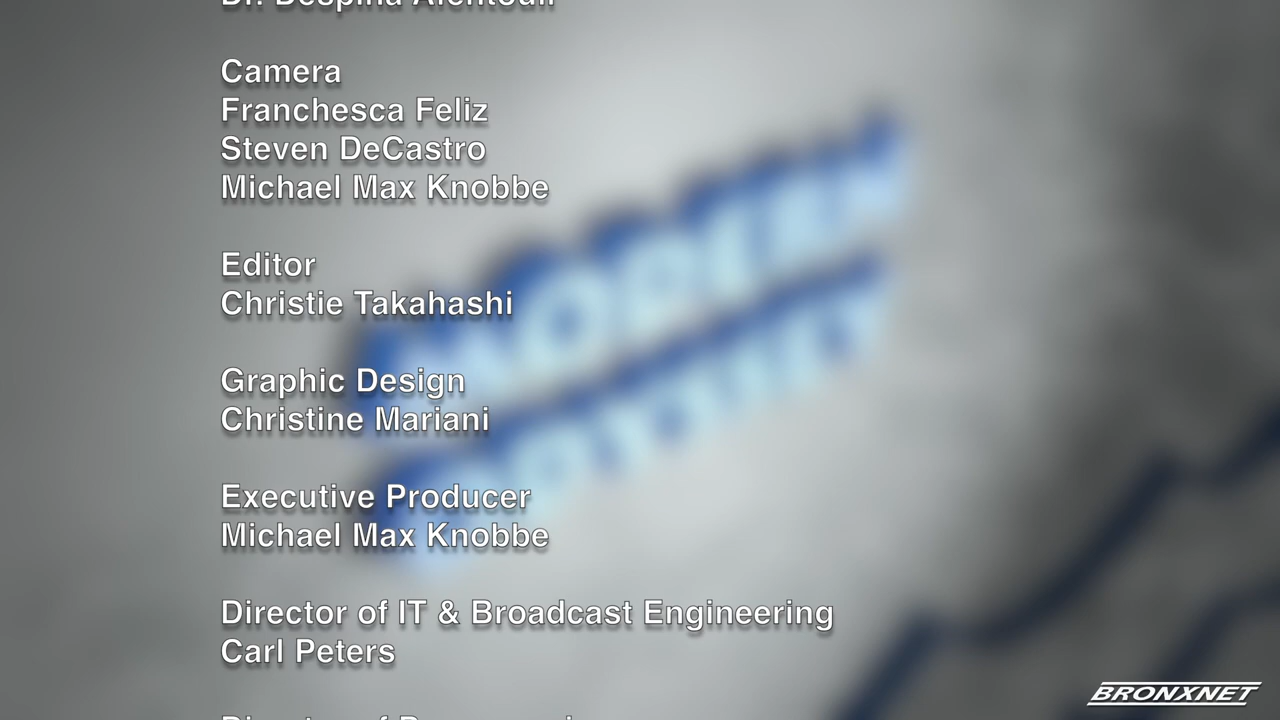 Camera
Franchesca Feliz
Steven DeCastro
Michael Max Knobbe
Editor
Christie Takahashi
Graphic Design
Christine Mariani
Executive Producer
Michael Max Knobbe
Director of IT & Broadcast Engineering
Carl Peters
BRONXNET